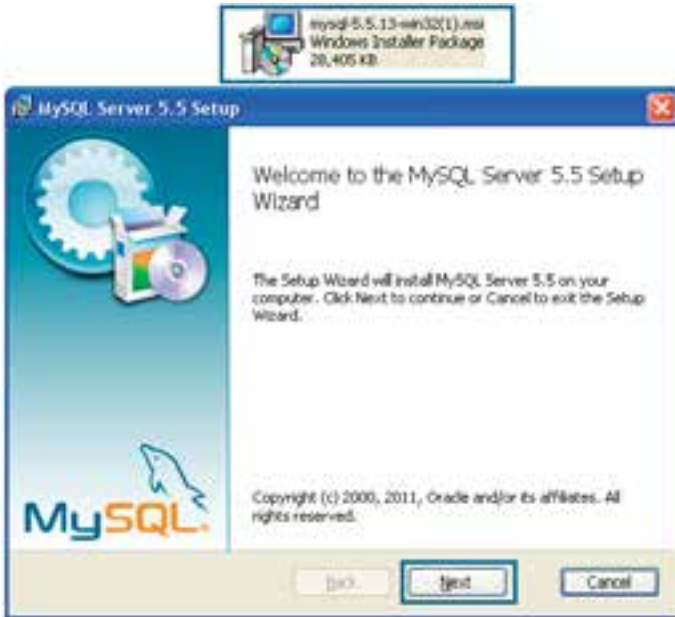 mysql-5.5.13-win32(1).msi
Windows Installer Package
28,405 KB
MySQL Server 5.5 Setup
Welcome to the MySQL Server 5.5 Setup
Wizard
The Setup Wizard will install MySQL Server 5.5 on your
computer. Click Next to continue or Cancel to exit the Setup
Wizard.
Copyright (c) 2000, 2011, Oracle and/or its affiliates. All
rights reserved.
MySQL.
Back
Next
Cancel